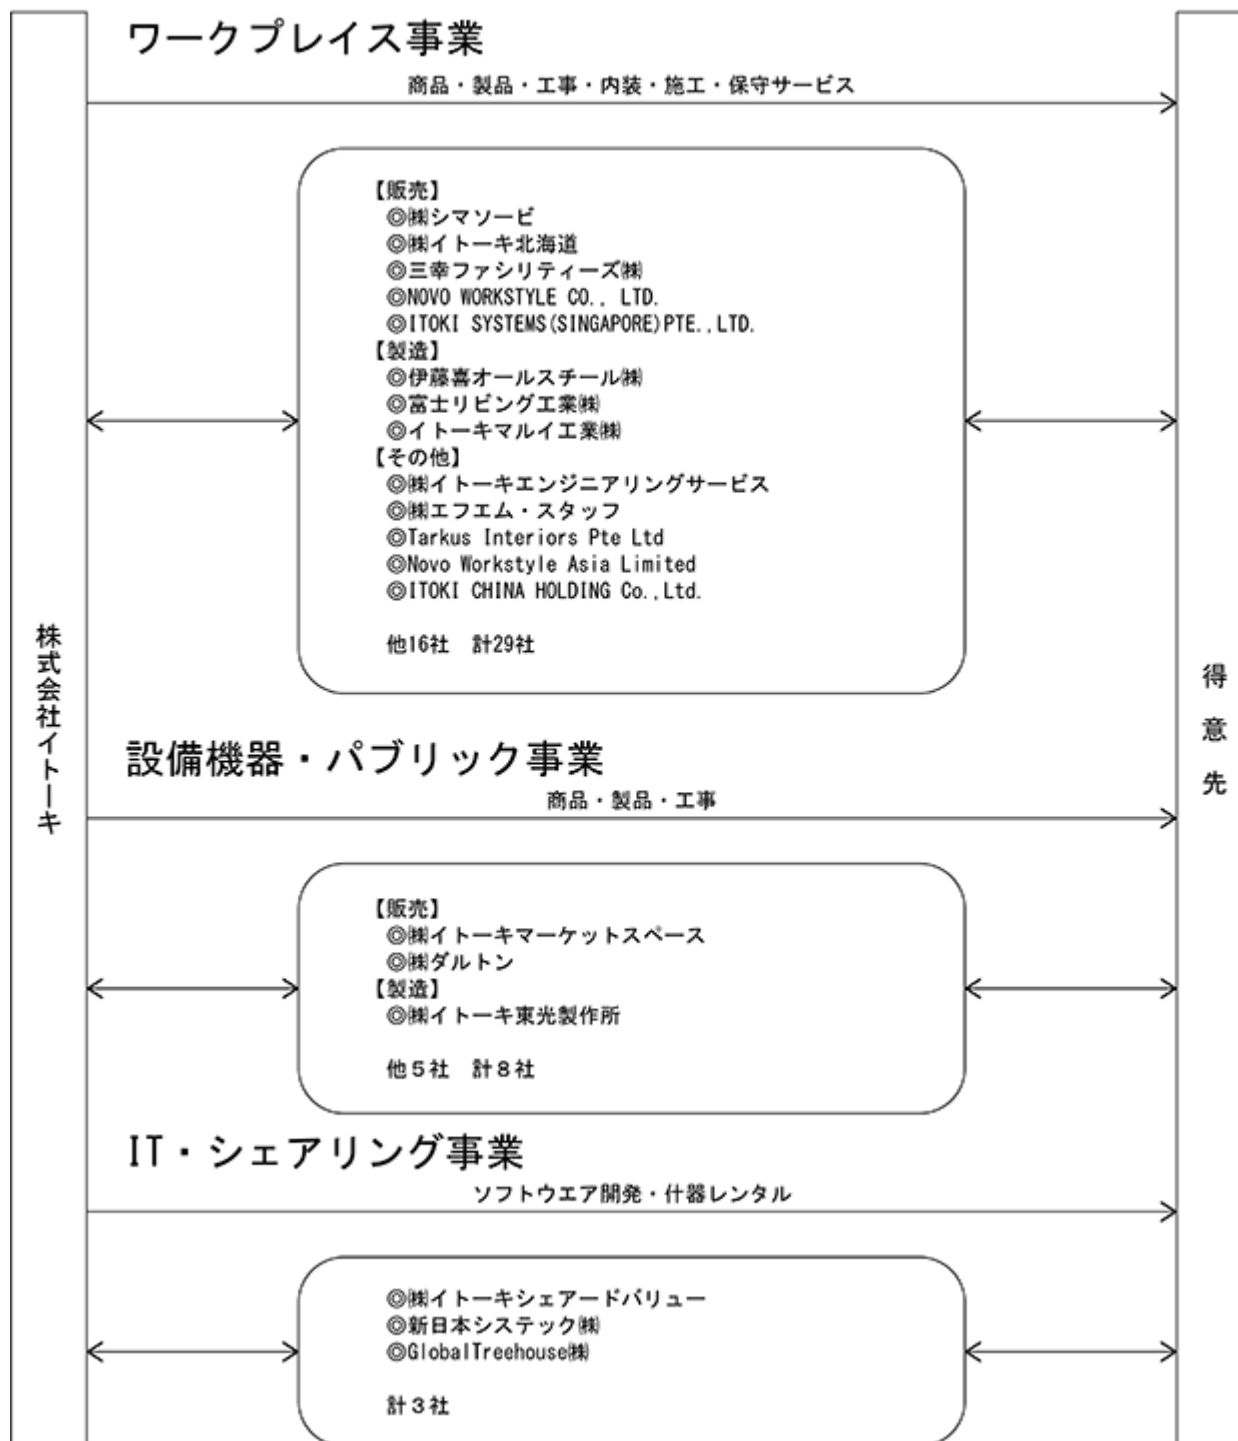 ワークプレイス事業
商品・製品・工事・内装・施工・保守サービス
【販売】
◎㈱シマソービ
◎㈱イトーキ北海道
◎三幸ファシリティーズ㈱
◎NOVO WORKSTYLE CO., LTD.
◎ITOKI SYSTEMS(SINGAPORE)PTE.,LTD.
【製造】
◎伊藤喜オールスチール㈱
◎富士リビング工業㈱
◎イトーキマルイ工業㈱
【その他】
◎㈱イトーキエンジニアリングサービス
◎㈱エフエム・スタッフ
◎Tarkus Interiors Pte Ltd
◎Novo Workstyle Asia Limited
◎ITOKI CHINA HOLDING Co.,Ltd.
他16社　計29社
株式会社イトーキ
得意先
設備機器・パブリック事業
商品・製品・工事
【販売】
◎㈱イトーキマーケットスペース
◎㈱ダルトン
【製造】
◎㈱イトーキ東光製作所
他５社　計８社
IT・シェアリング事業
ソフトウエア開発・什器レンタル
◎㈱イトーキシェアードバリュー
◎新日本システック㈱
◎GlobalTreehouse㈱
計３社